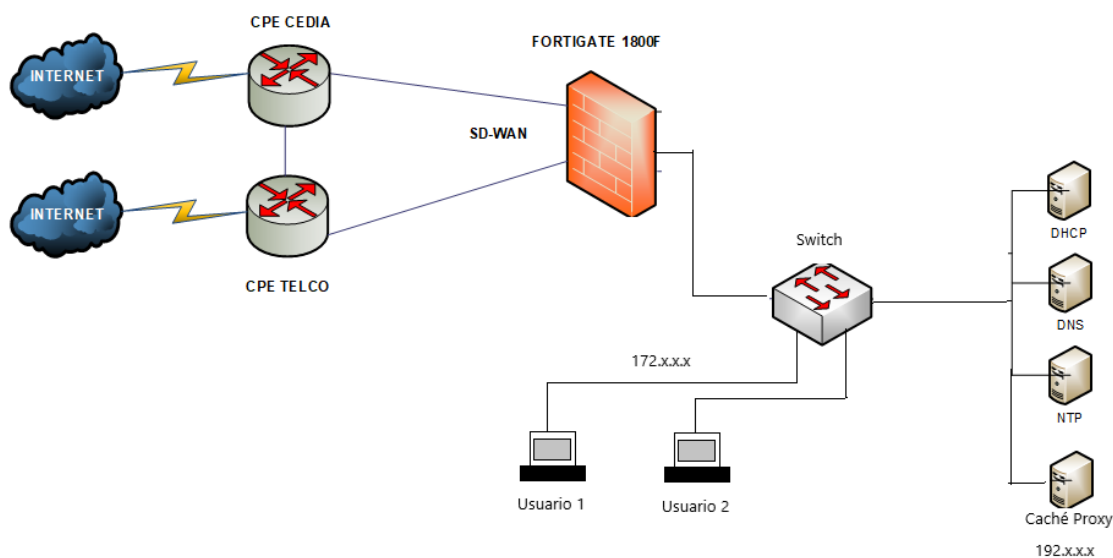 CPE CEDIA
FORTIGATE 1800F
INTERNET
SD-WAN
INTERNET
CPE TELCO
Switch
DHCP
DNS
172.x.x.x
NTP
Usuario 1
Usuario 2
Caché Proxy
192.x.x.x